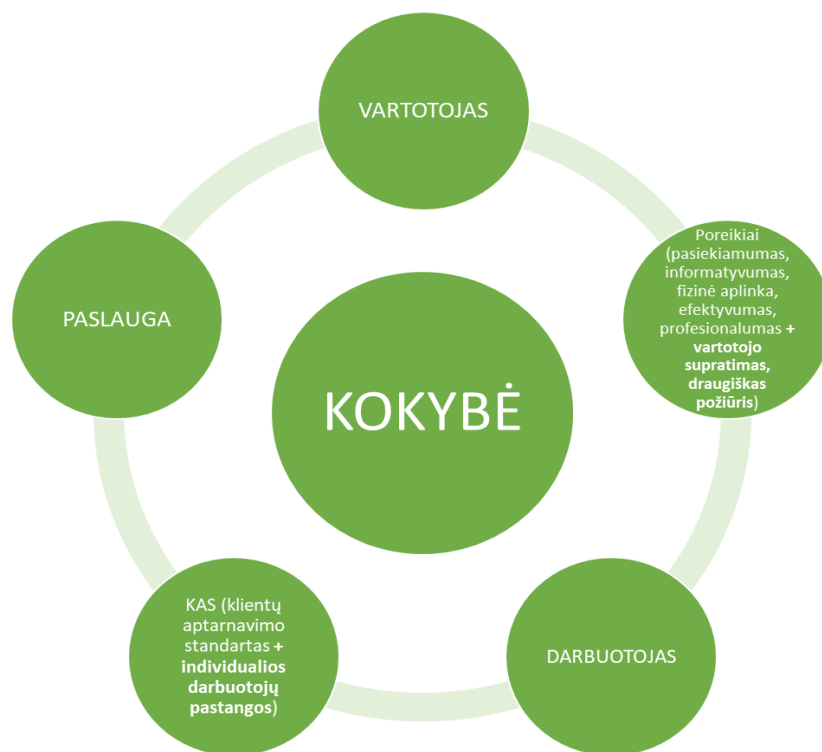 VARTOTOJAS
Poreikiai
(pasiekiamumas,
informatyvumas,
fizinė aplinka,
efektyvumas,
profesionalumas +
vartotojo
supratimas,
draugiškas
požiūris)
DARBUOTOJAS
KAS (klientų
aptarnavimo
standartas +
individualios
darbuotojų
pastangos)
PASLAUGA
KOKYBĖ